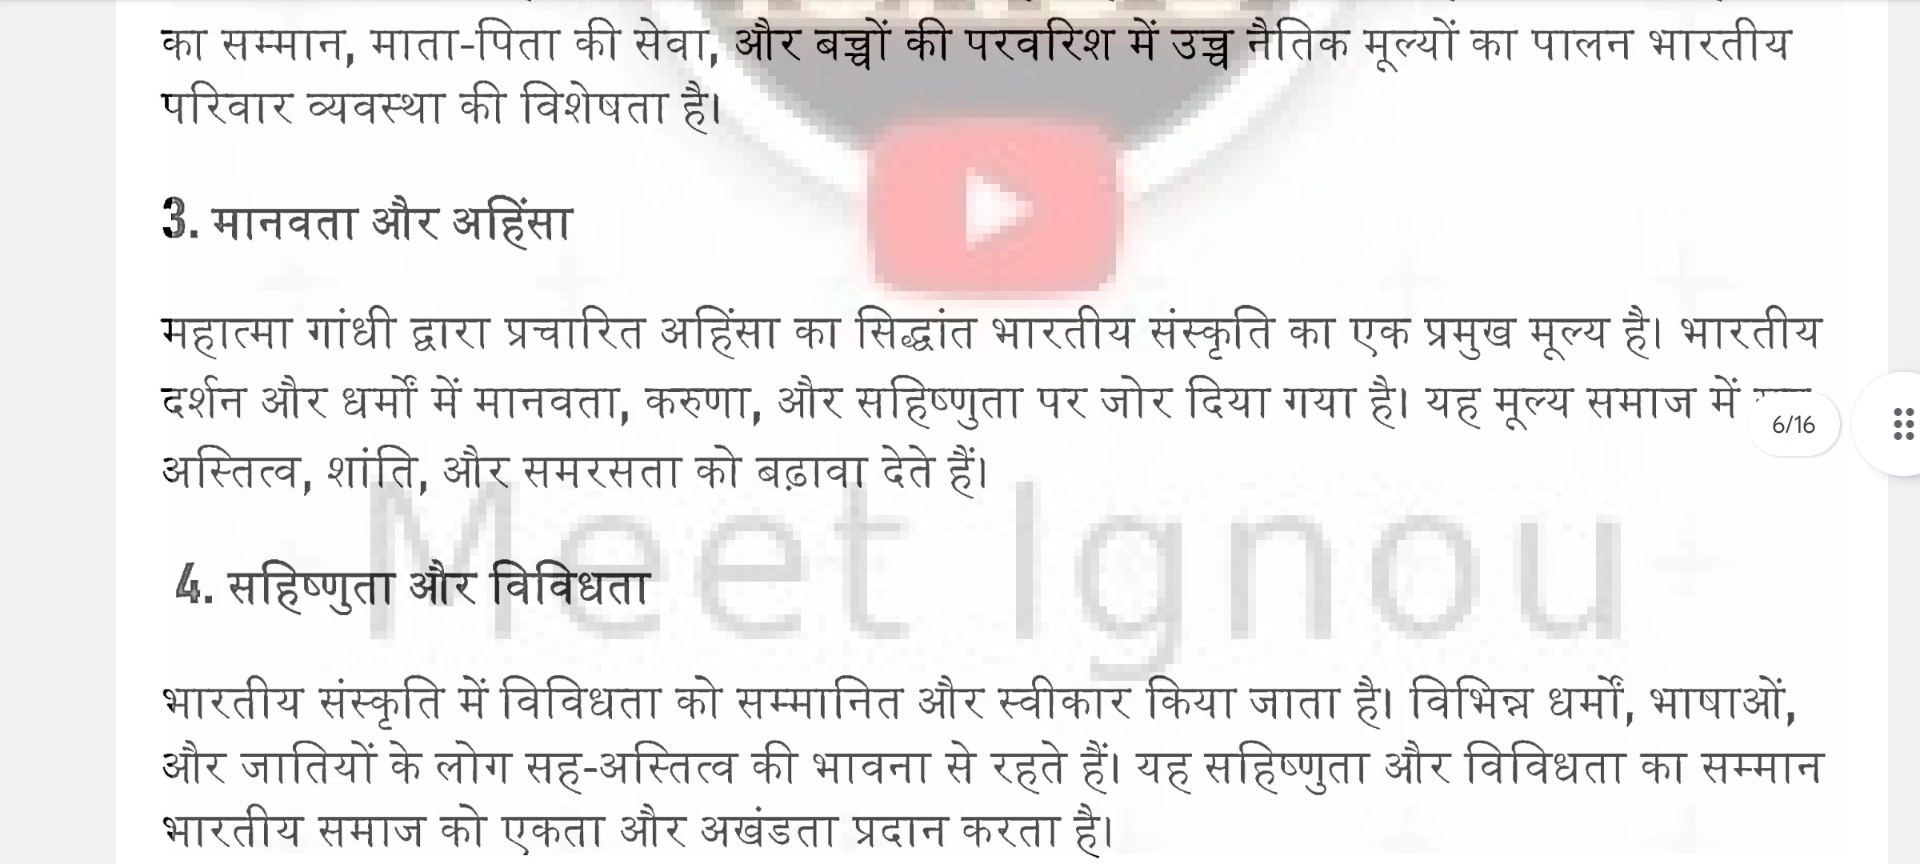 का सम्मान, माता-पिता की सेवा, और बच्चों की परवरिश में उच्च नैतिक मूल्यों का पालन भारतीय
परिवार व्यवस्था की विशेषता है।
3. मानवता और अहिंसा
महात्मा गांधी द्वारा प्रचारित अहिंसा का सिद्धांत भारतीय संस्कृति का एक प्रमुख मूल्य है। भारतीय
दर्शन और धर्मों में मानवता, करुणा, और सहिष्णुता पर जोर दिया गया है। यह मूल्य समाज में
6/16
अस्तित्व, शांति, और समरसता को बढ़ावा देते हैं।
Meet Ignou
4. सहिष्णुता और विविधता
भारतीय संस्कृति में विविधता को सम्मानित और स्वीकार किया जाता है। विभिन्न धर्मों, भाषाओं,
और जातियों के लोग सह-अस्तित्व की भावना से रहते हैं। यह सहिष्णुता और विविधता का सम्मान
भारतीय समाज को एकता और अखंडता प्रदान करता है।